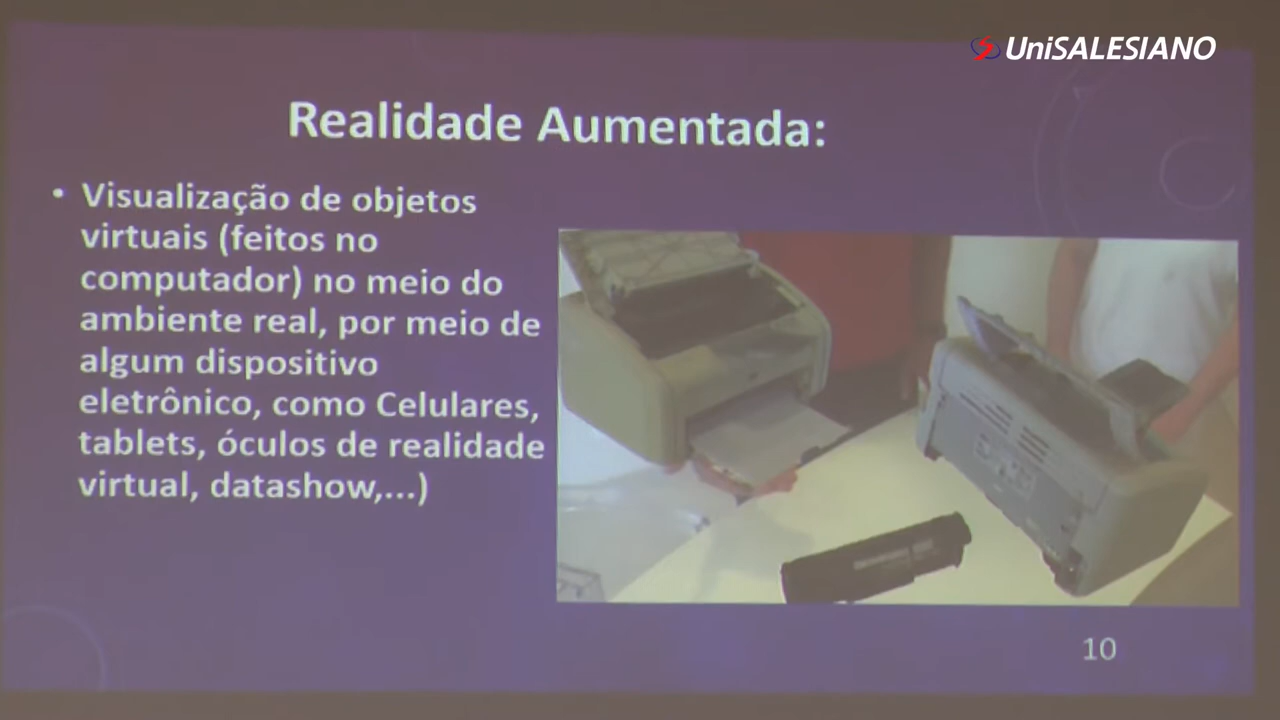 UniSALESIANO
Realidade Aumentada:
• Visualização de objetos
virtuais (feitos no
computador) no meio do
ambiente real, por meio de
algum dispositivo
eletrônico, como Celulares,
tablets, óculos de realidade
virtual, datashow,...)
10